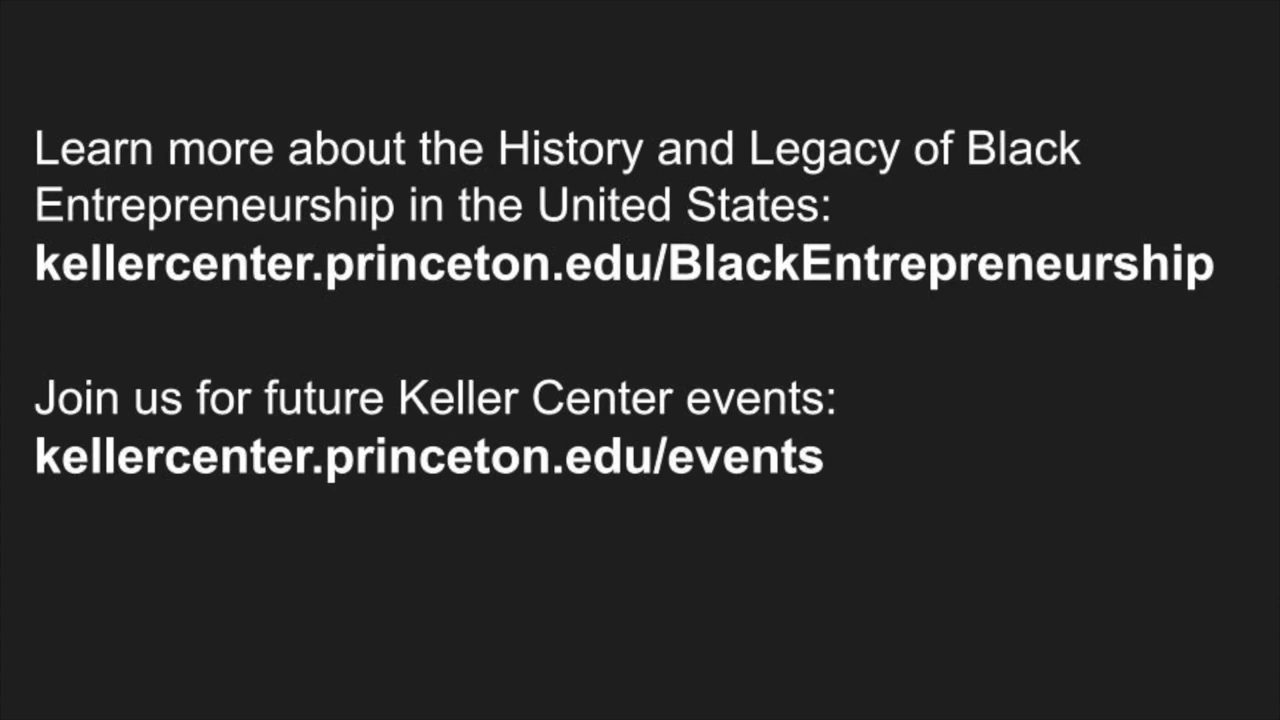 Learn more about the History and Legacy of Black
Entrepreneurship in the United States:
kellercenter.princeton.edu/BlackEntrepreneurship
Join us for future Keller Center events:
kellercenter.princeton.edu/events